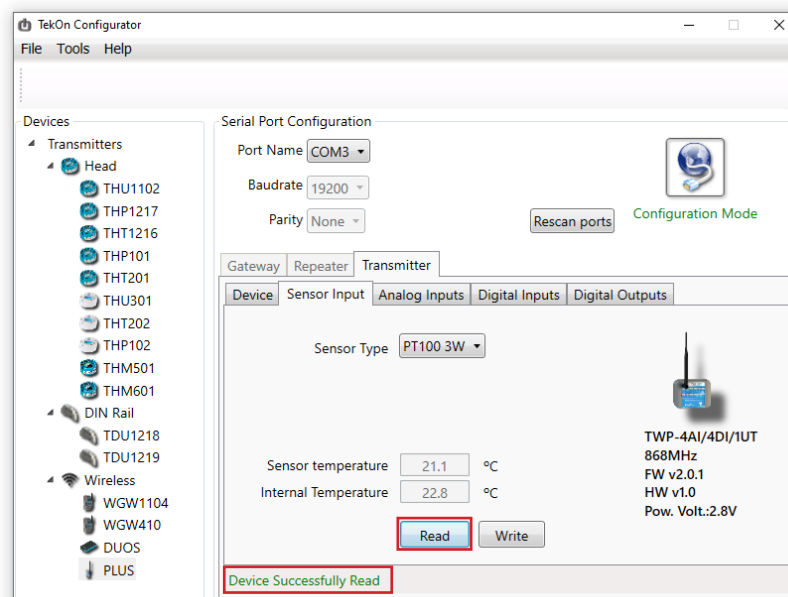 TekOn Configurator
File Tools Help
Devices
Transmitters
Head
THU1102
THP1217
THT1216
THP101
THT201
THU301
THT202
THP102
THM501
THM601
DIN Rail
TDU1218
TDU1219
Wireless
WGW1104
WGW410
DUOS
PLUS
Serial Port Configuration
Port Name COM3
Baudrate 19200
Parity None
Rescan ports
Configuration Mode
Gateway Repeater Transmitter
Device Sensor Input Analog Inputs Digital Inputs Digital Outputs
Sensor Type PT100 3W
Sensor temperature 21.1 ºC
Internal Temperature 22.8 ºC
Read Write
TWP-4AI/4DI/1UT
868MHz
FW v2.0.1
HW v1.0
Pow. Volt.:2.8V
Device Successfully Read